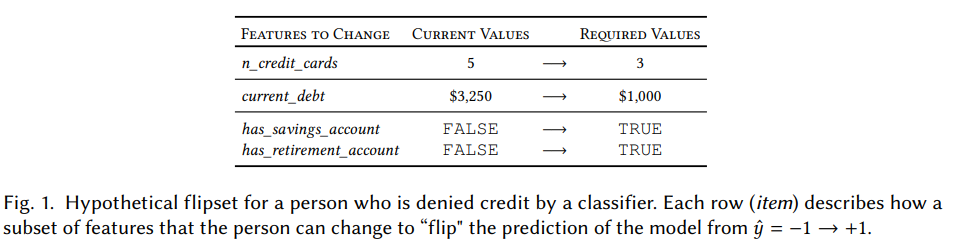 FEATURES TO CHANGE CURRENT VALUES REQUIRED VALUES
n_credit_cards 5 ⟶ 3
current_debt $3,250 ⟶ $1,000
has_savings_account FALSE ⟶ TRUE
has_retirement_account FALSE ⟶ TRUE
Fig. 1. Hypothetical flipset for a person who is denied credit by a classifier. Each row (item) describes how a
subset of features that the person can change to “flip" the prediction of the model from ŷ = −1 → +1.